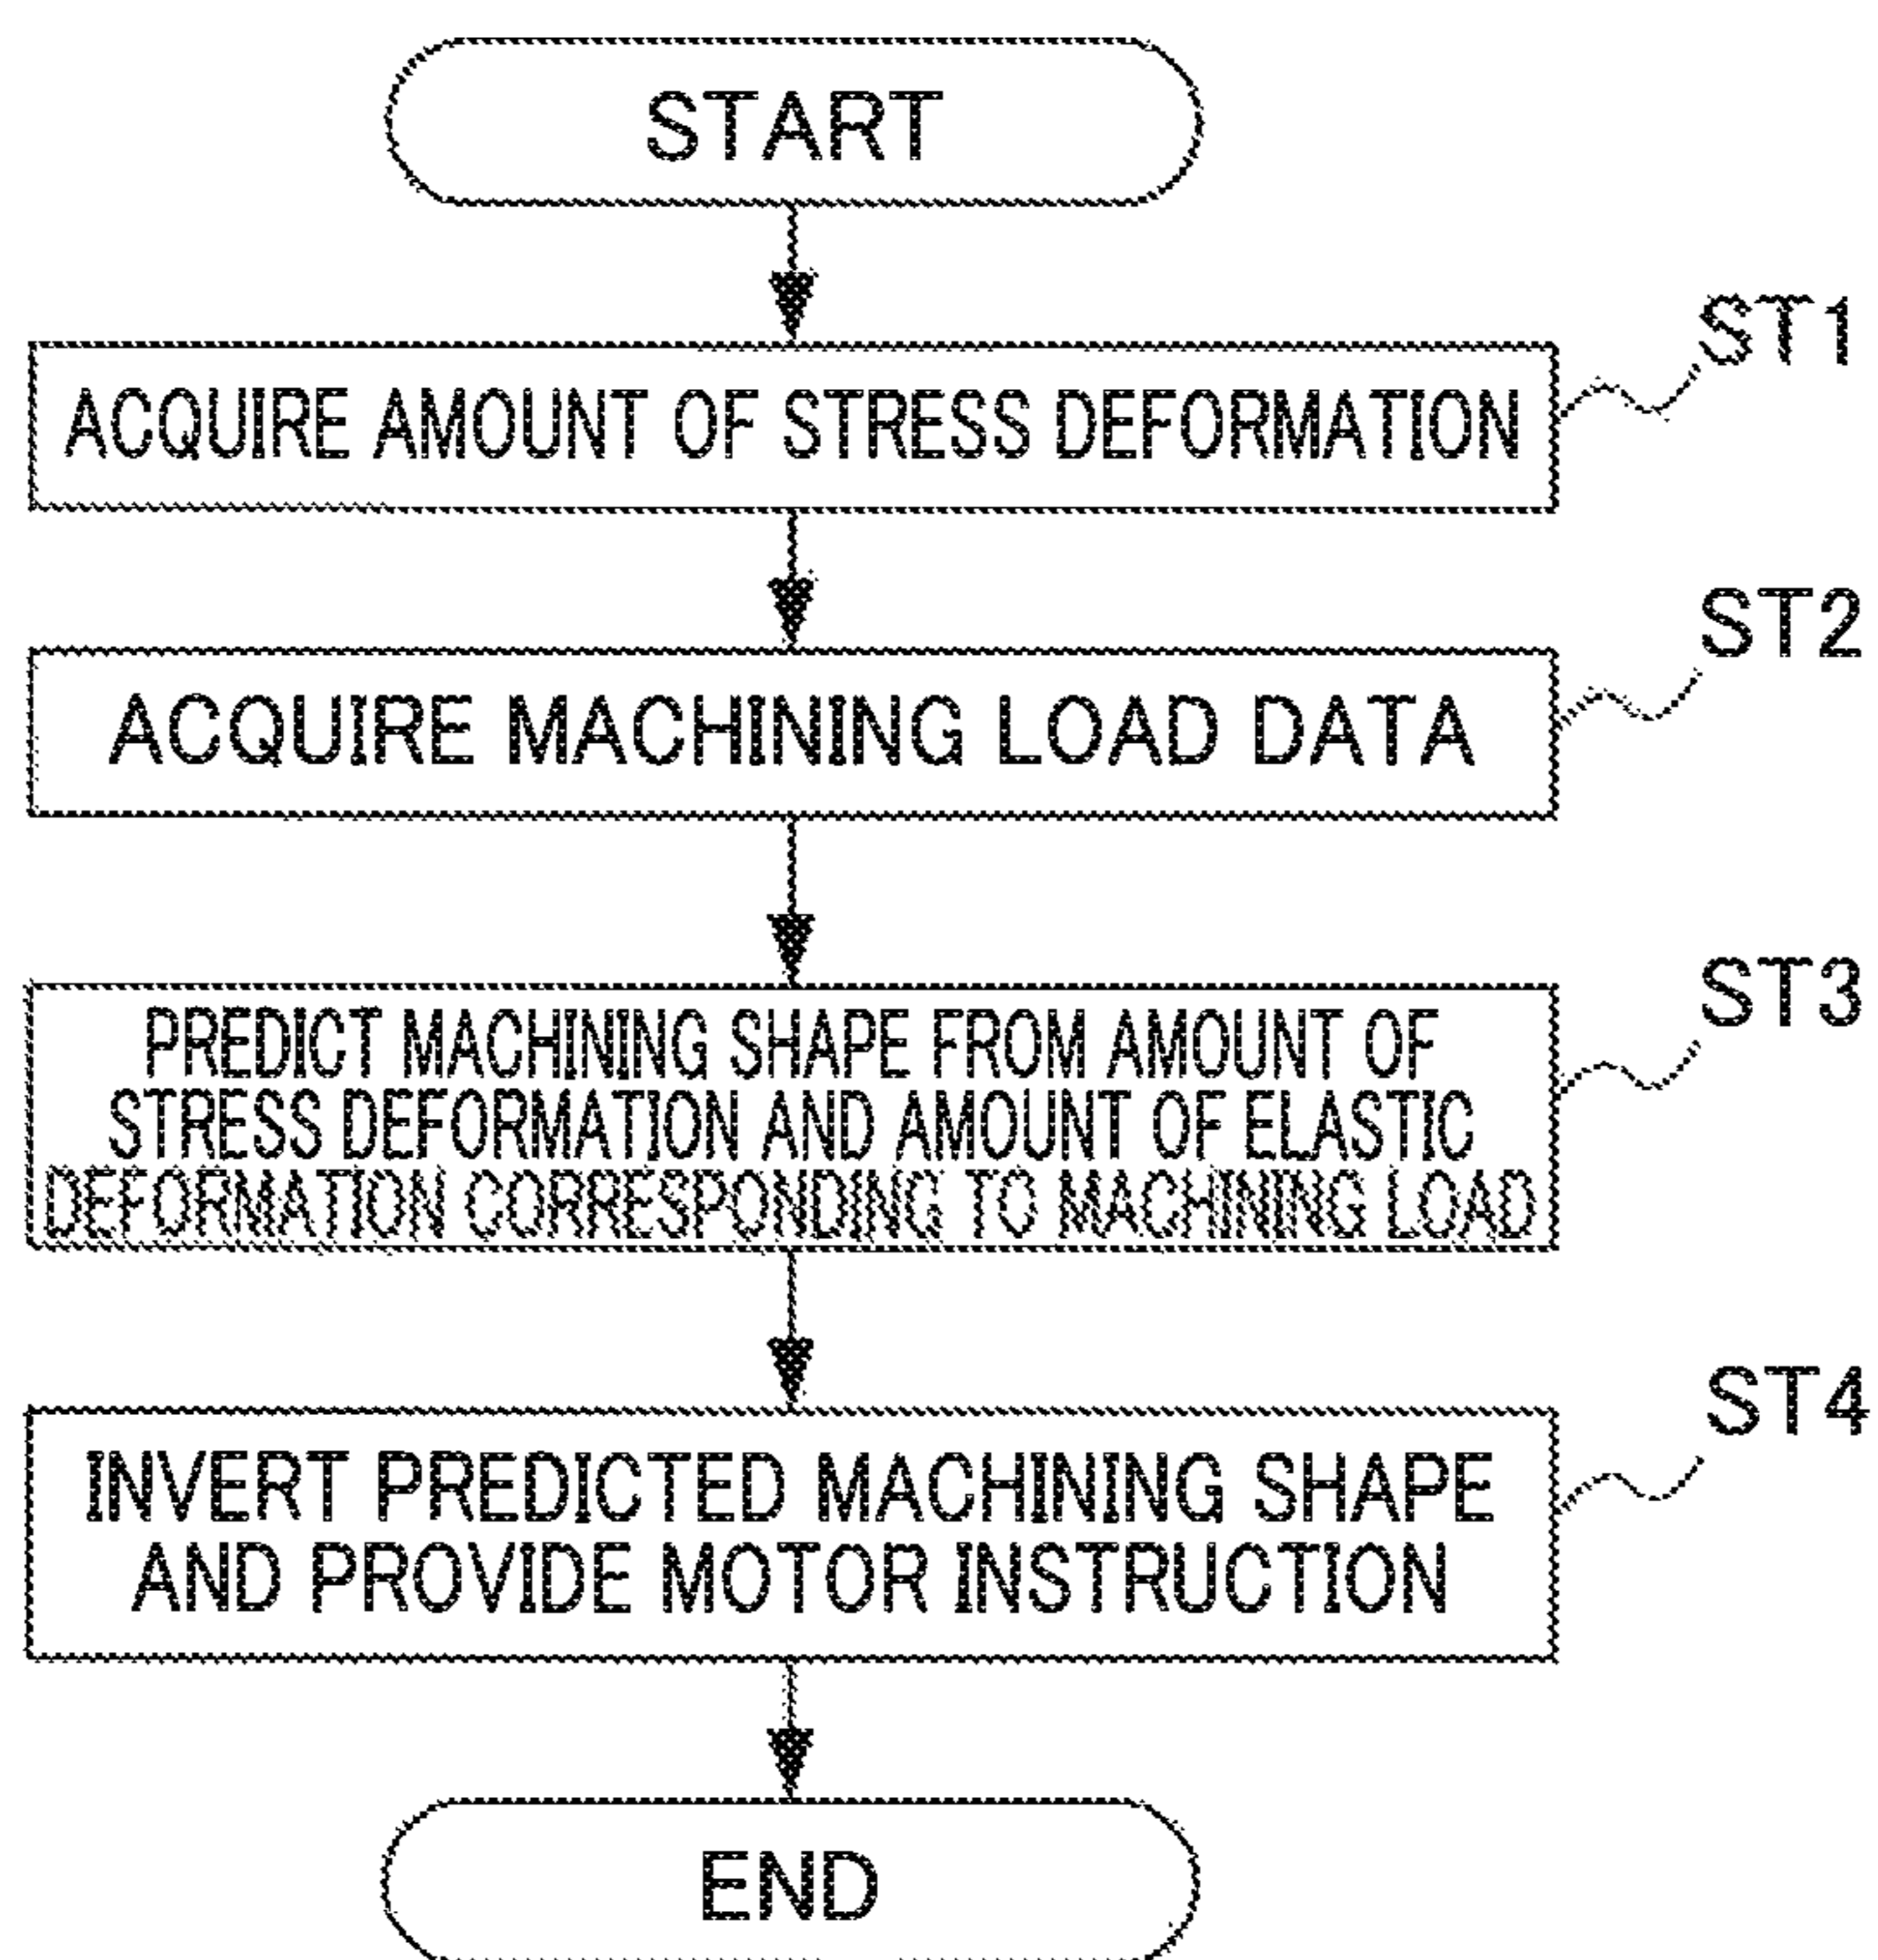 START
ST1
ACQUIRE AMOUNT OF STRESS DEFORMATION
ST2
ACQUIRE MACHINING LOAD DATA
ST3
PREDICT MACHINING SHAPE FROM AMOUNT OF
STRESS DEFORMATION AND AMOUNT OF ELASTIC
DEFORMATION CORRESPONDING TO MACHINING LOAD
ST4
INVERT PREDICTED MACHINING SHAPE
AND PROVIDE MOTOR INSTRUCTION
END